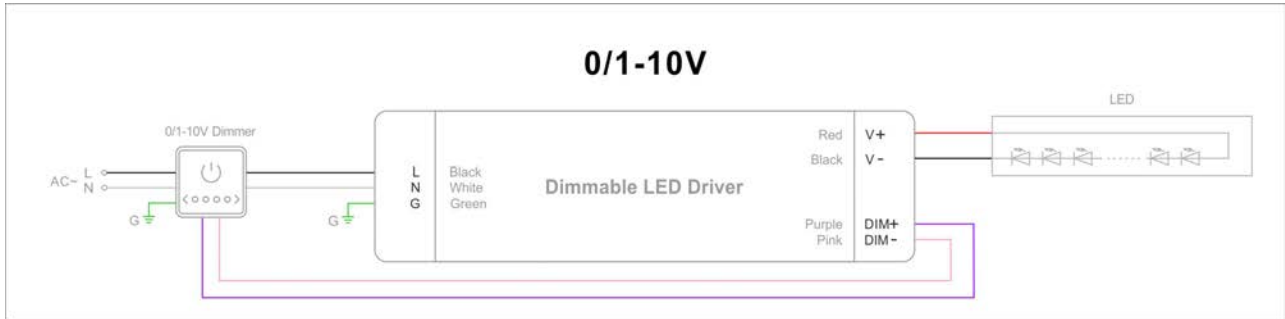 0/1-10V
LED
0/1-10V Dimmer
Red V+
Black V-
AC~ L
N
L Black
N White
G Green
Dimmable LED Driver
G
G
Purple DIM+
Pink DIM-